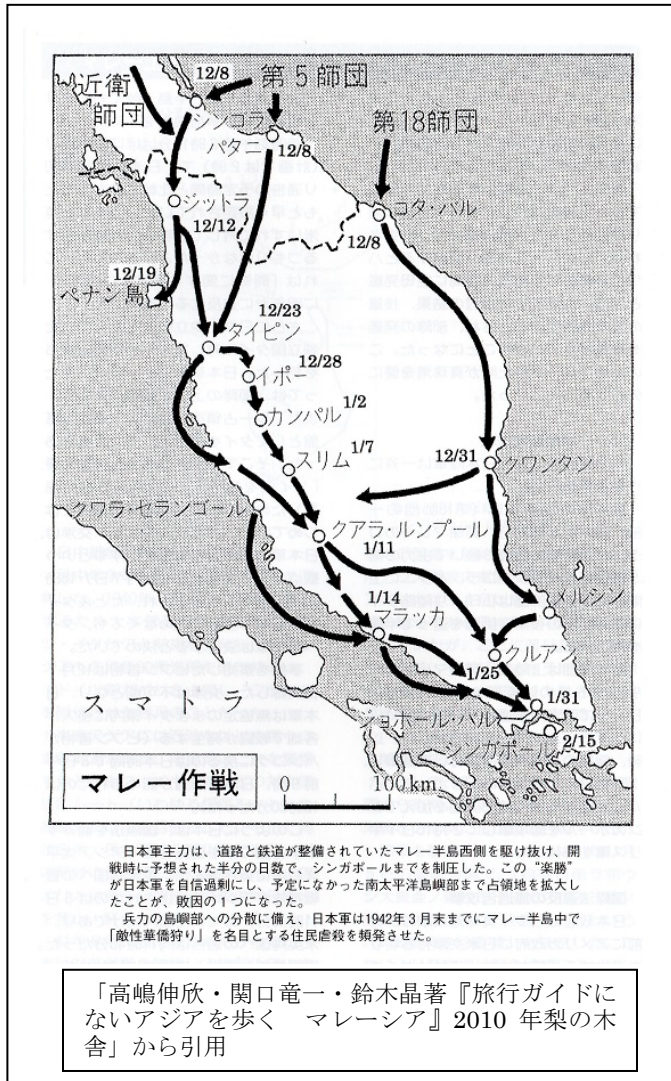 近衛
師団
12/8
第5師団
シンコラ
パタニ
12/8
第18師団
ジットラ
12/12
コタ・バル
12/8
12/19
ペナン島
12/23
タイピン
12/28
イポー
1/2
カンパル
1/7
スリム
12/31
クワンタン
クワラ・セランゴール
クアラ・ルンプール
1/11
1/14
マラッカ
メルシン
クルアン
1/25
スマトラ
1/31
ジョホール・バル
シンガポール
2/15
マレー作戦
0 100km
日本軍主力は、道路と鉄道が整備されていたマレー半島西側を駆け抜け、開
戦時に予想された半分の日数で、シンガポールまでを制圧した。この“楽勝”
が日本軍を自信過剰にし、予定になかった南太平洋島嶼部まで占領地を拡大し
たことが、敗因の1つになった。
兵力の島嶼部への分散に備え、日本軍は1942年3月末までにマレー半島中で
「敵性華僑狩り」を名目とする住民虐殺を頻発させた。
「高嶋伸欣・関口竜一・鈴木晶著『旅行ガイドに
ないアジアを歩く　マレーシア』2010 年梨の木
舎」から引用